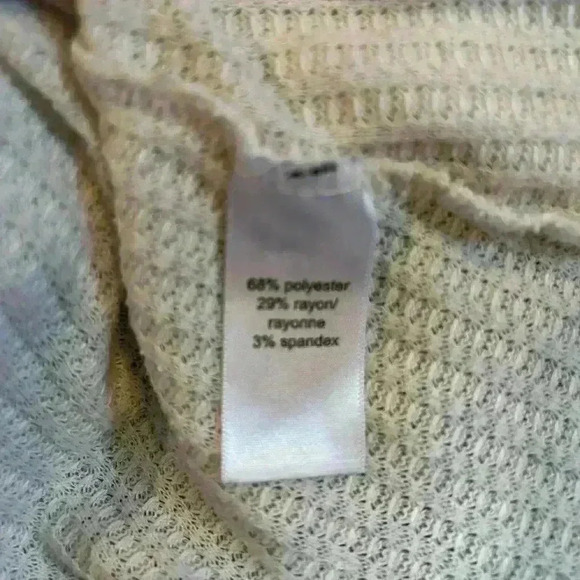 68% polyester
29% rayon/
rayonne
3% spandex